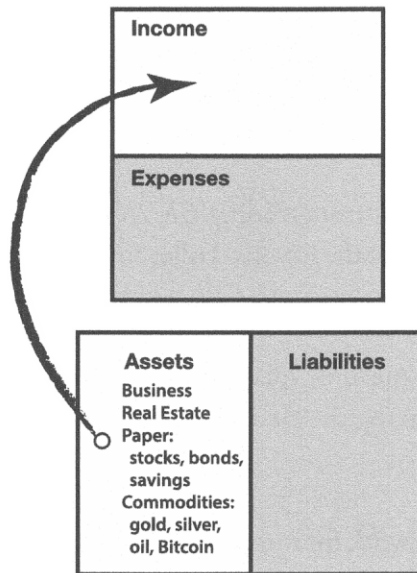 Income
Expenses
Assets
Business
Real Estate
Paper:
stocks, bonds,
savings
Commodities:
gold, silver,
oil, Bitcoin
Liabilities